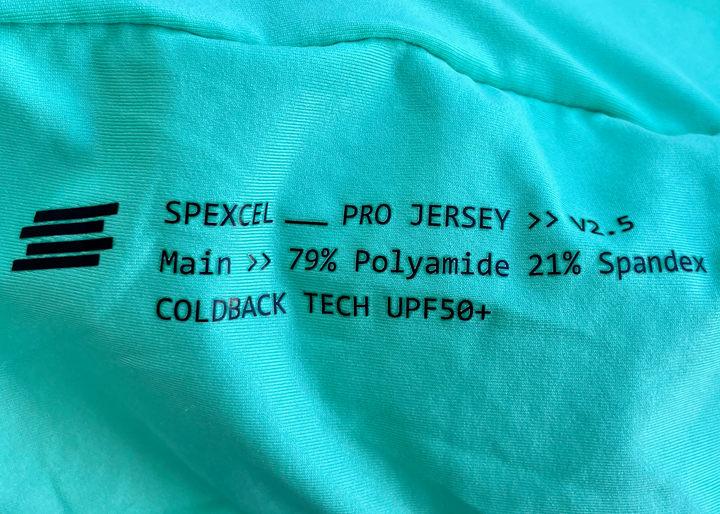 SPEXCEL __ PRO JERSEY >> V2.5
Main >> 79% Polyamide 21% Spandex
COLDBACK TECH UPF50+